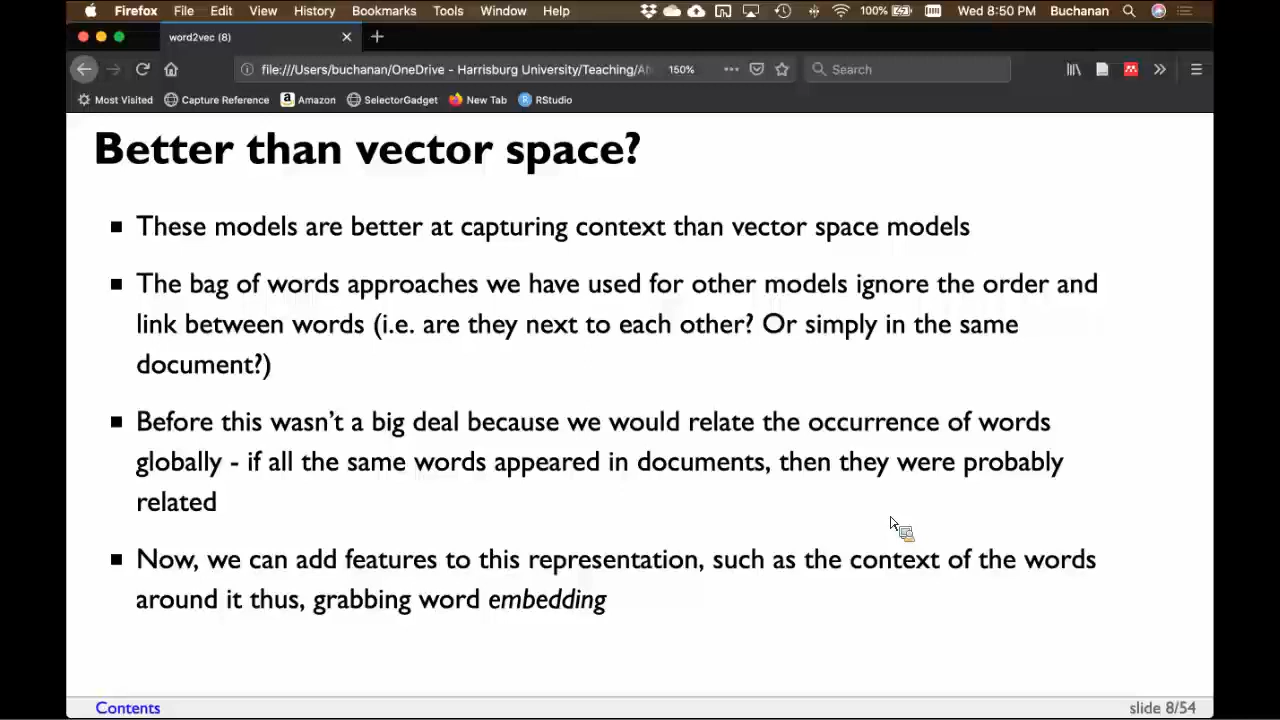 Firefox File Edit View History Bookmarks Tools Window Help 100% Wed 8:50 PM Buchanan
word2vec (8)
file:///Users/buchanan/OneDrive - Harrisburg University/Teaching/A 150% Search
Most Visited Capture Reference Amazon SelectorGadget New Tab RStudio
Better than vector space?
These models are better at capturing context than vector space models
The bag of words approaches we have used for other models ignore the order and
link between words (i.e. are they next to each other? Or simply in the same
document?)
Before this wasn't a big deal because we would relate the occurrence of words
globally - if all the same words appeared in documents, then they were probably
related
Now, we can add features to this representation, such as the context of the words
around it thus, grabbing word embedding
Contents slide 8/54